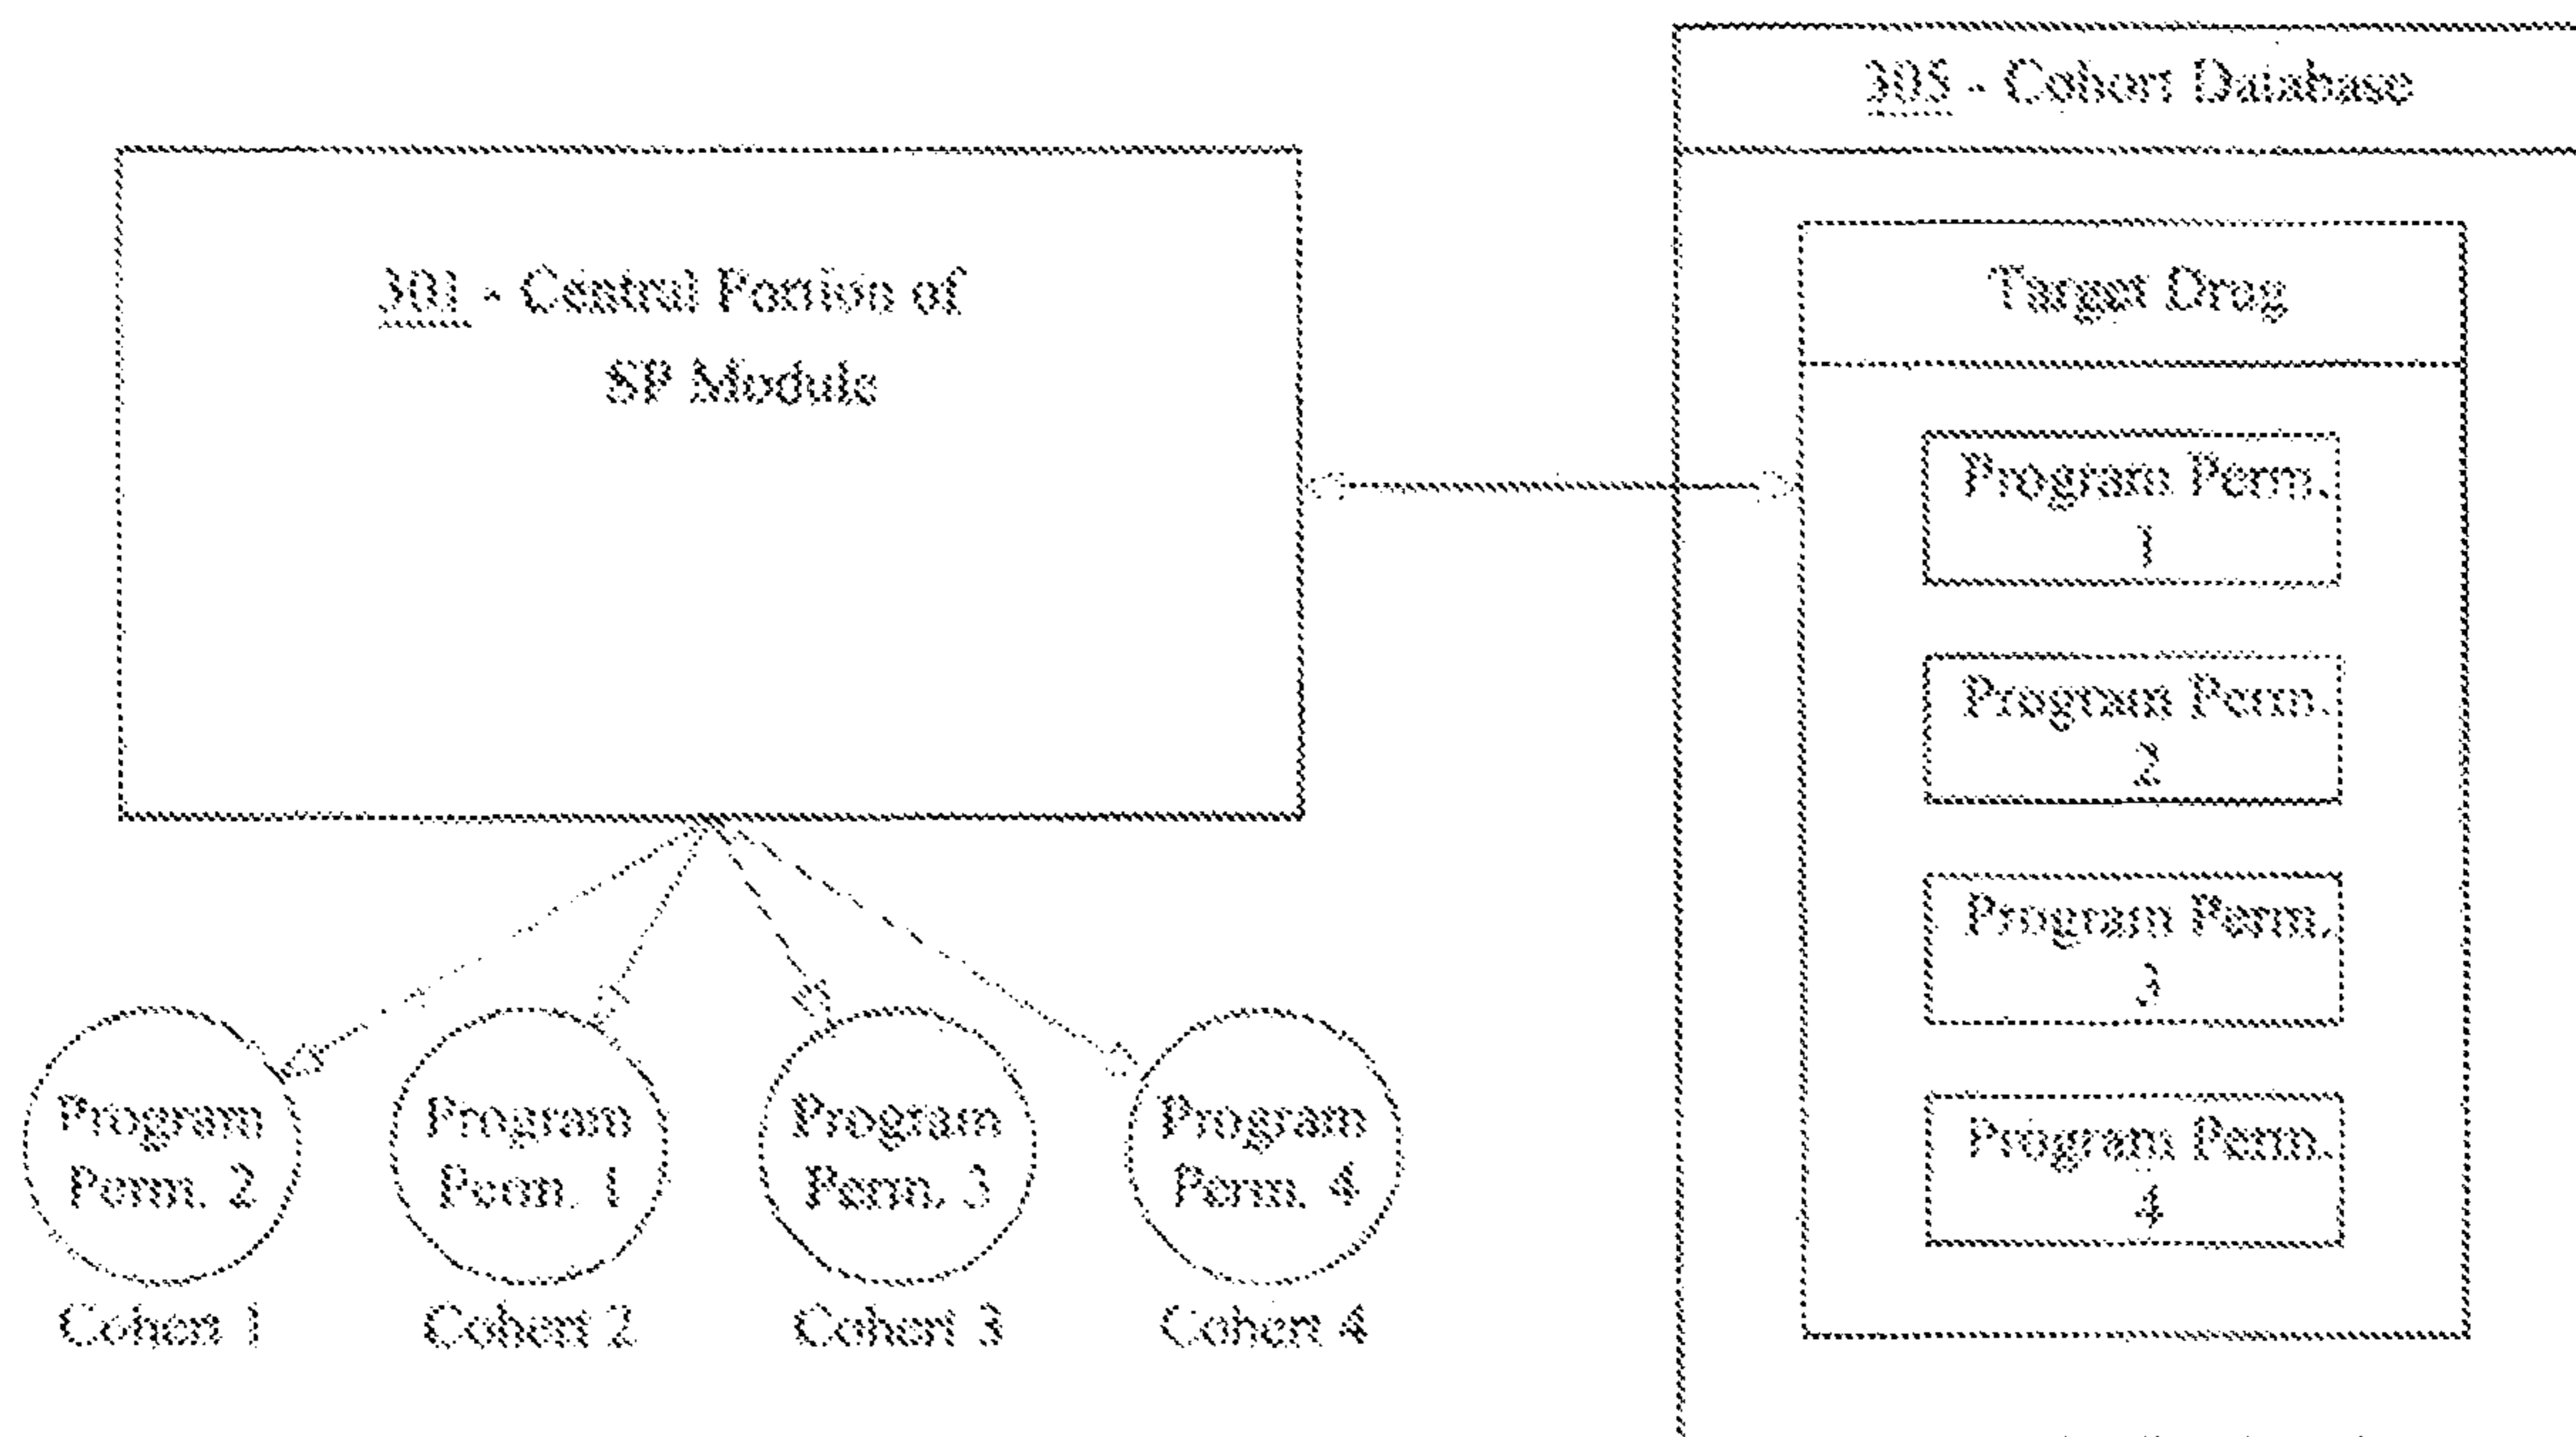 305 - Cohort Database
301 - Central Portion of
SP Module
Target Drug
Program Perm.
1
Program Perm.
2
Program Perm.
3
Program Perm.
4
Program
Perm. 2
Program
Perm. 1
Program
Perm. 3
Program
Perm. 4
Cohort 1
Cohort 2
Cohort 3
Cohort 4